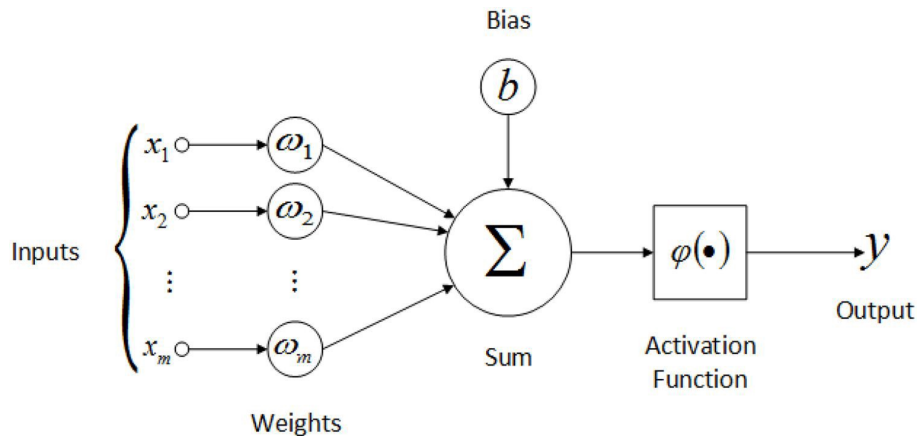 Bias
b
x₁ ω₁
x₂ ω₂
Inputs
⋮ ⋮
Σ
φ(•)
y
Output
xₘ ωₘ
Sum
Activation
Function
Weights